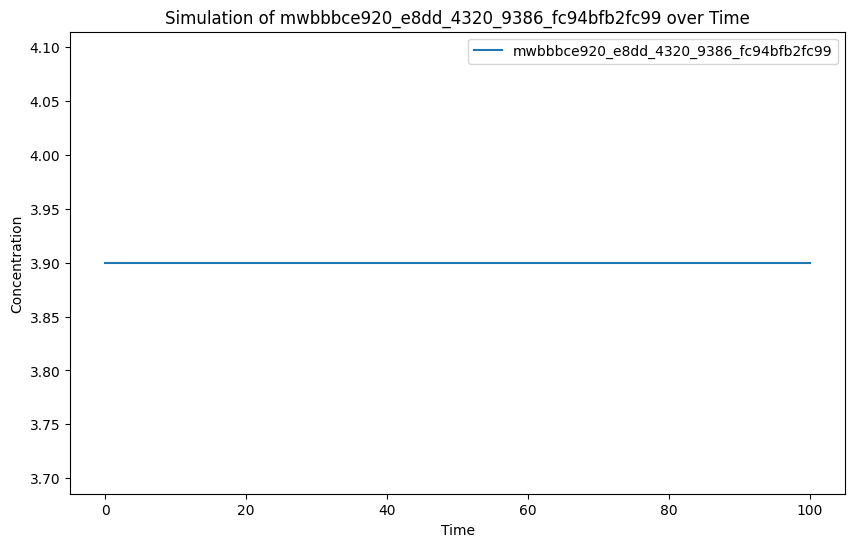 Simulation of mwbbbce920_e8dd_4320_9386_fc94bfb2fc99 over Time
mwbbbce920_e8dd_4320_9386_fc94bfb2fc99
4.10
4.05
4.00
3.95
3.90
3.85
3.80
3.75
3.70
Concentration
0 20 40 60 80 100
Time